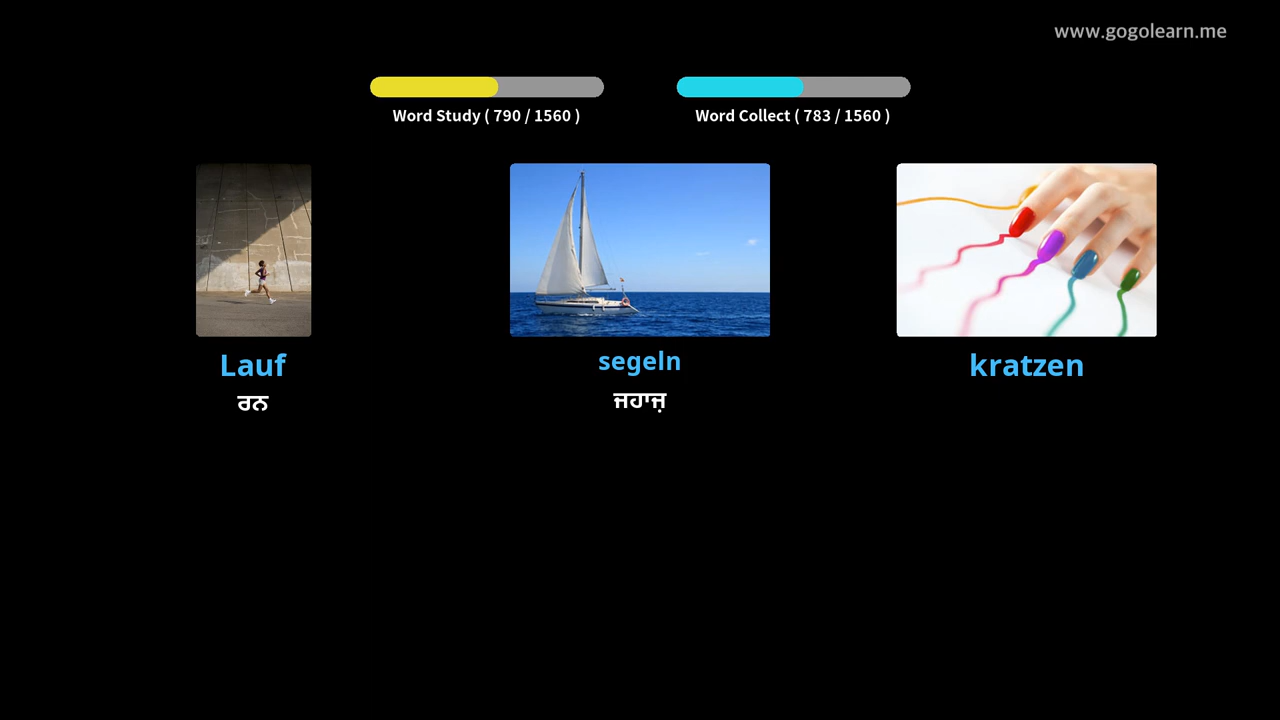 www.gogolearn.me
Word Study ( 790 / 1560 )
Word Collect ( 783 / 1560 )
Lauf
ਰਨ
segeln
ਜਹਾਜ਼
kratzen